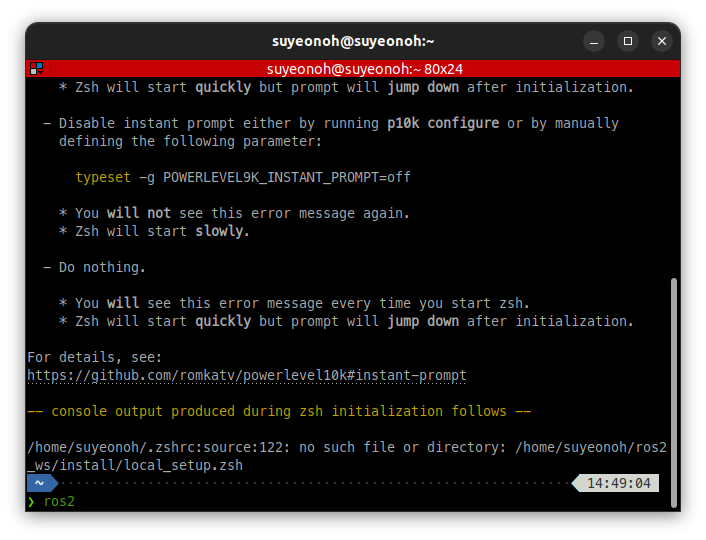 suyeonoh@suyeonoh:~
suyeonoh@suyeonoh:~ 80x24
* Zsh will start quickly but prompt will jump down after initialization.
- Disable instant prompt either by running p10k configure or by manually
defining the following parameter:
typeset -g POWERLEVEL9K_INSTANT_PROMPT=off
* You will not see this error message again.
* Zsh will start slowly.
- Do nothing.
* You will see this error message every time you start zsh.
* Zsh will start quickly but prompt will jump down after initialization.
For details, see:
https://github.com/romkatv/powerlevel10k#instant-prompt
-- console output produced during zsh initialization follows --
/home/suyeonoh/.zshrc:source:122: no such file or directory: /home/suyeonoh/ros2
_ws/install/local_setup.zsh
~ 14:49:04
❯ ros2